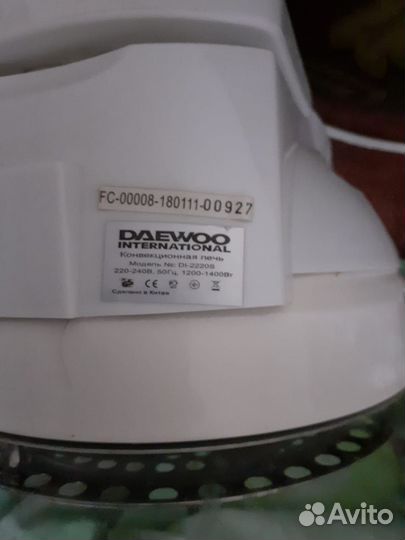 FC-00008-180111-00927
DAEWOO
INTERNATIONAL
Конвекционная печь
Модель №: DI-2220S
220-240В, 50Гц, 1200-1400Вт
Сделано в Китае
Avito